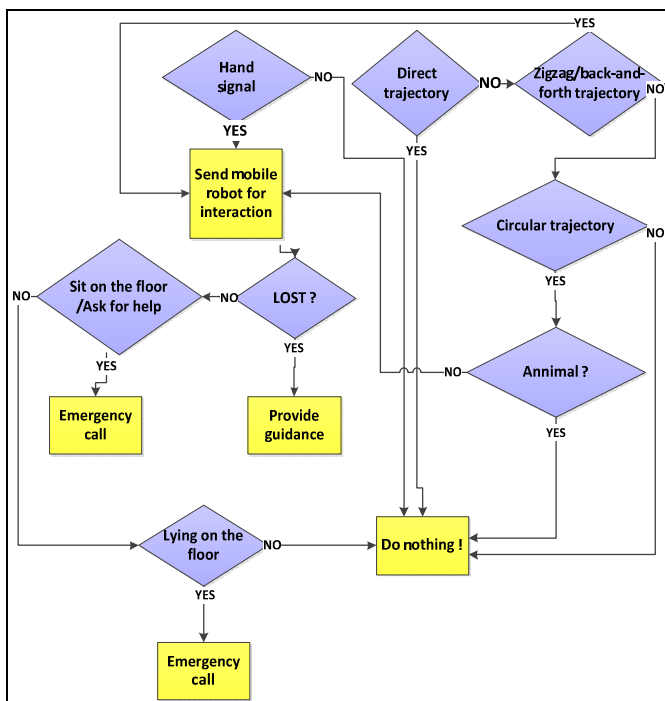 YES
Hand
signal
NO
Direct
trajectory
NO
Zigzag/back-and-
forth trajectory
NO
YES
YES
Send mobile
robot for
interaction
Circular trajectory
NO
YES
Sit on the floor
/Ask for help
NO
NO
LOST ?
YES
YES
Annimal ?
NO
YES
Emergency
call
Provide
guidance
Lying on the
floor
NO
Do nothing !
YES
Emergency
call